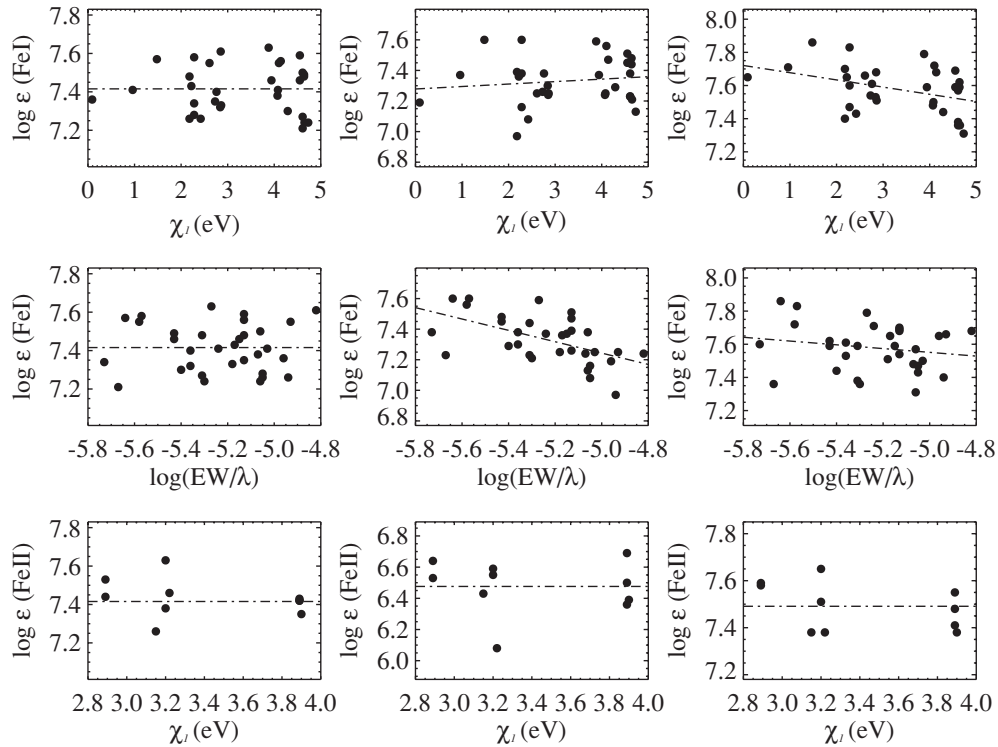 log ε (FeI)
7.8
7.6
7.4
7.2
0 1 2 3 4 5
χ_I (eV)
log ε (FeI)
7.6
7.4
7.2
7.0
6.8
0 1 2 3 4 5
χ_I (eV)
log ε (FeI)
8.0
7.8
7.6
7.4
7.2
0 1 2 3 4 5
χ_I (eV)
log ε (FeI)
7.8
7.6
7.4
7.2
-5.8 -5.6 -5.4 -5.2 -5.0 -4.8
log(EW/λ)
log ε (FeI)
7.6
7.4
7.2
7.0
6.8
-5.8 -5.6 -5.4 -5.2 -5.0 -4.8
log(EW/λ)
log ε (FeI)
8.0
7.8
7.6
7.4
7.2
-5.8 -5.6 -5.4 -5.2 -5.0 -4.8
log(EW/λ)
log ε (FeII)
7.8
7.6
7.4
7.2
2.8 3.0 3.2 3.4 3.6 3.8 4.0
χ_I (eV)
log ε (FeII)
6.8
6.6
6.4
6.2
6.0
2.8 3.0 3.2 3.4 3.6 3.8 4.0
χ_I (eV)
log ε (FeII)
7.8
7.6
7.4
7.2
2.8 3.0 3.2 3.4 3.6 3.8 4.0
χ_I (eV)